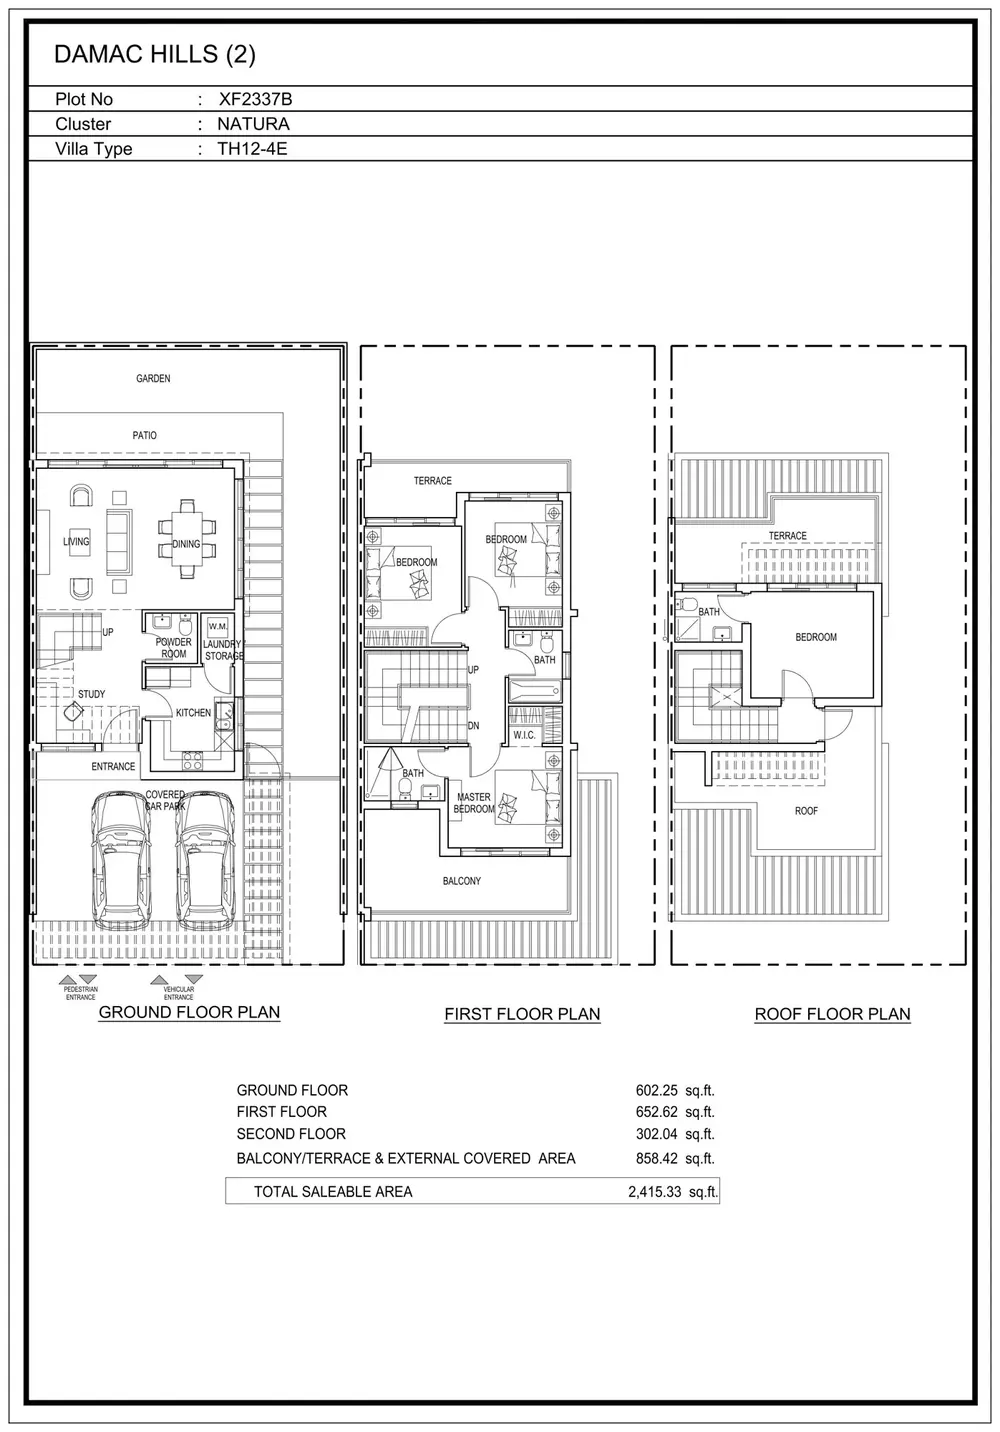 DAMAC HILLS (2)
Plot No : XF2337B
Cluster : NATURA
Villa Type : TH12-4E
GARDEN
PATIO
LIVING
DINING
UP
POWDER
ROOM
W.M.
LAUNDRY/
STORAGE
STUDY
KITCHEN
ENTRANCE
COVERED
CAR PARK
PEDESTRIAN
ENTRANCE
VEHICULAR
ENTRANCE
GROUND FLOOR PLAN
TERRACE
BEDROOM
BEDROOM
UP
BATH
DN
W.I.C.
BATH
MASTER
BEDROOM
BALCONY
FIRST FLOOR PLAN
TERRACE
BATH
BEDROOM
ROOF
ROOF FLOOR PLAN
GROUND FLOOR 602.25 sq.ft.
FIRST FLOOR 652.62 sq.ft.
SECOND FLOOR 302.04 sq.ft.
BALCONY/TERRACE & EXTERNAL COVERED AREA 858.42 sq.ft.
TOTAL SALEABLE AREA 2,415.33 sq.ft.